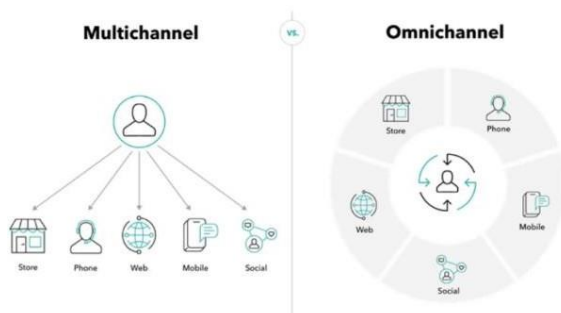 Multichannel
vs.
Omnichannel
Store
Phone
Web
Mobile
Social
Store
Phone
Web
Mobile
Social